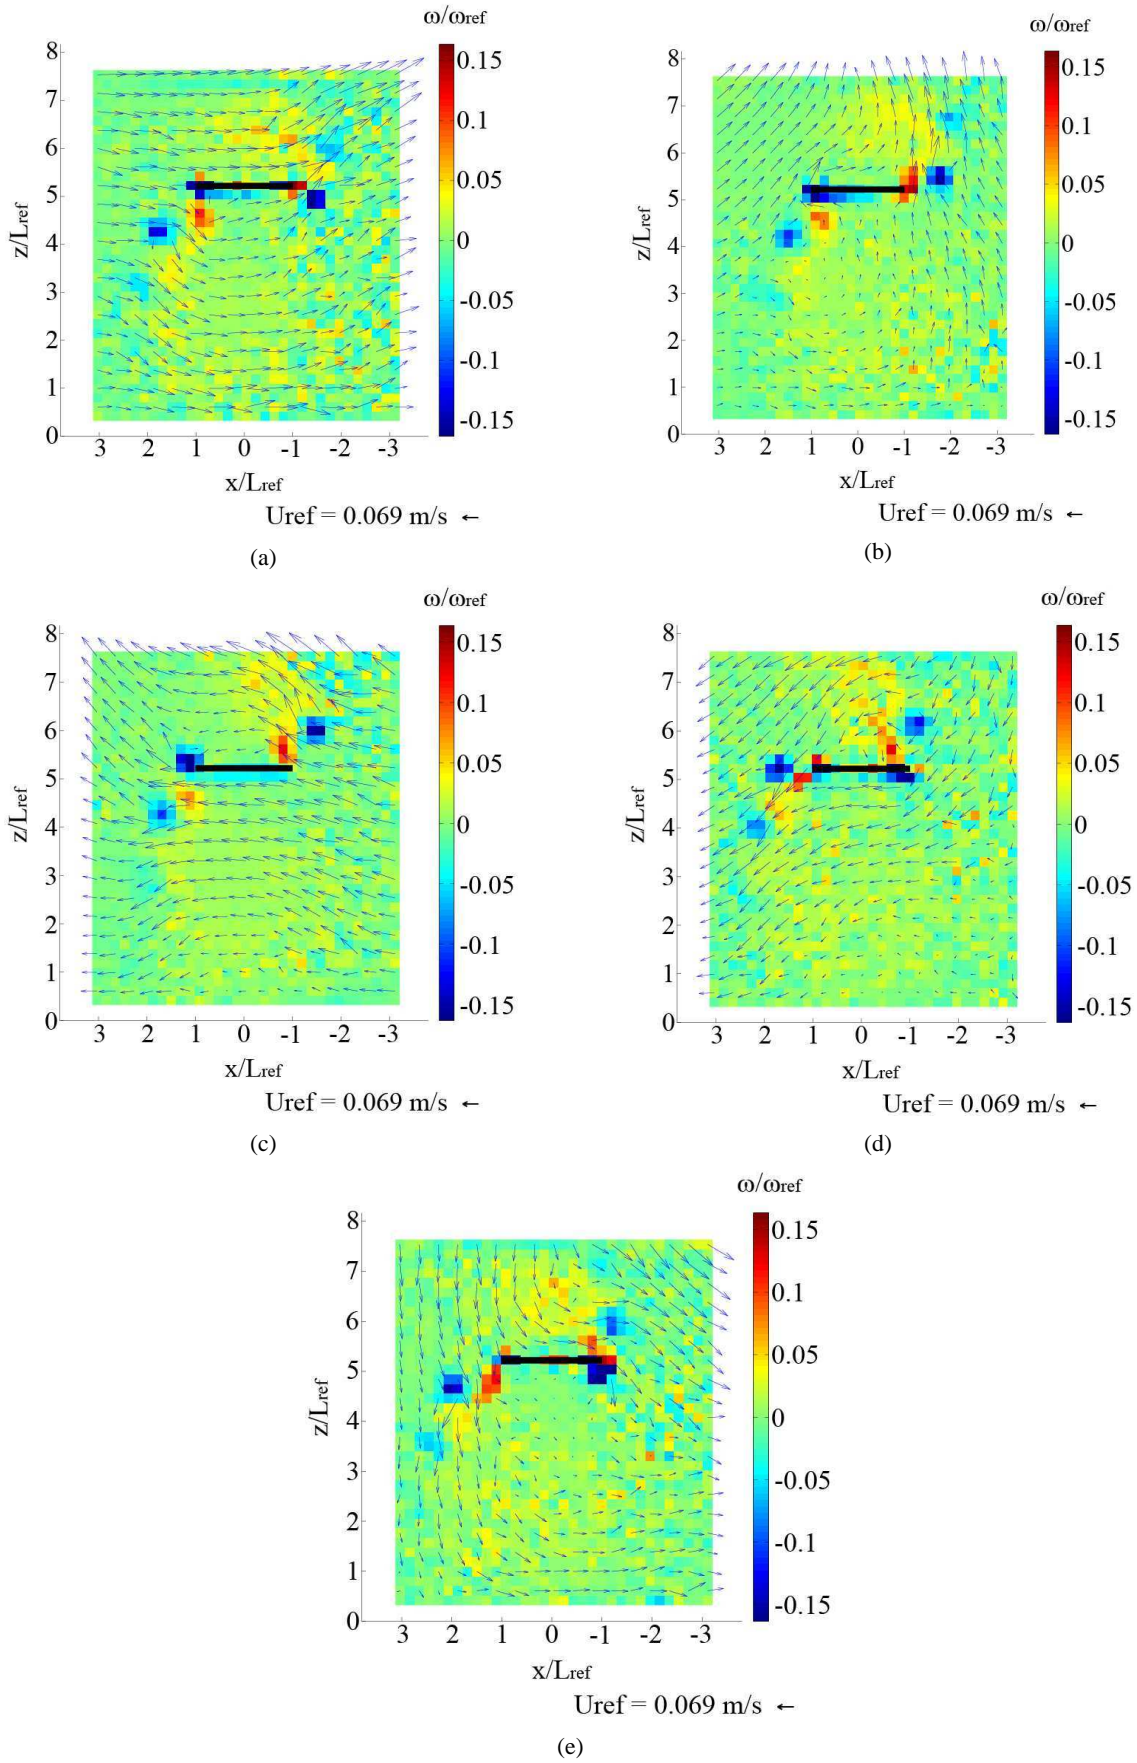 ω/ωref
8
7
6
5
4
3
2
1
0
z/Lref
3 2 1 0 -1 -2 -3
x/Lref
0.15
0.1
0.05
0
-0.05
-0.1
-0.15
Uref = 0.069 m/s ←
(a)
ω/ωref
8
7
6
5
4
3
2
1
0
z/Lref
3 2 1 0 -1 -2 -3
x/Lref
0.15
0.1
0.05
0
-0.05
-0.1
-0.15
Uref = 0.069 m/s ←
(b)
ω/ωref
8
7
6
5
4
3
2
1
0
z/Lref
3 2 1 0 -1 -2 -3
x/Lref
0.15
0.1
0.05
0
-0.05
-0.1
-0.15
Uref = 0.069 m/s ←
(c)
ω/ωref
8
7
6
5
4
3
2
1
0
z/Lref
3 2 1 0 -1 -2 -3
x/Lref
0.15
0.1
0.05
0
-0.05
-0.1
-0.15
Uref = 0.069 m/s ←
(d)
ω/ωref
8
7
6
5
4
3
2
1
0
z/Lref
3 2 1 0 -1 -2 -3
x/Lref
0.15
0.1
0.05
0
-0.05
-0.1
-0.15
Uref = 0.069 m/s ←
(e)